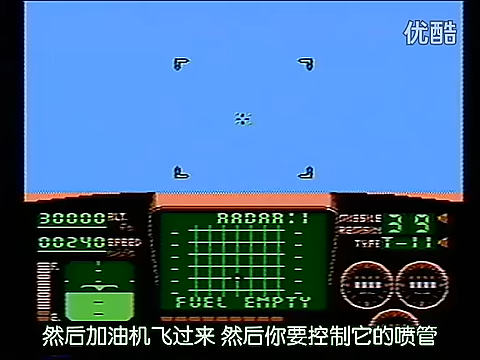 优酷
RADAR:1
30000 ALT
00240 SPEED
MISSILE
REMAIN 29
TYPE T-11
FUEL EMPTY
然后加油机飞过来 然后你要控制它的喷管